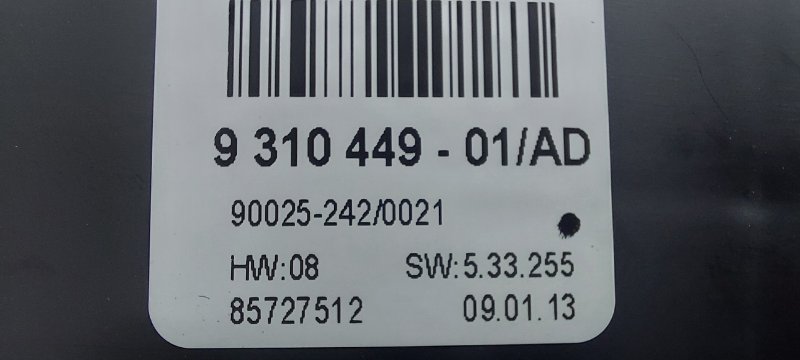 9 310 449 - 01/AD
90025-242/0021
HW:08 SW:5.33.255
85727512 09.01.13